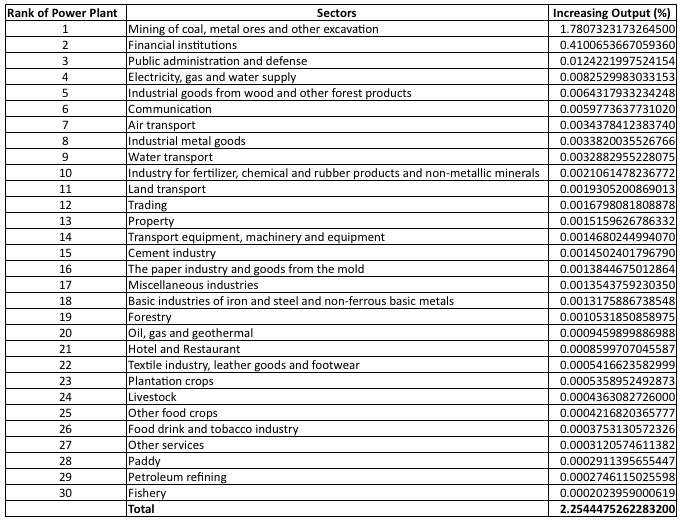 Rank of Power Plant Sectors Increasing Output (%)
1 Mining of coal, metal ores and other excavation 1.7807323173264500
2 Financial institutions 0.4100653667059360
3 Public administration and defense 0.0124221997524154
4 Electricity, gas and water supply 0.0082529983033153
5 Industrial goods from wood and other forest products 0.0064317933234248
6 Communication 0.0059773637731020
7 Air transport 0.0034378412383740
8 Industrial metal goods 0.0033820035526766
9 Water transport 0.0032882955228075
10 Industry for fertilizer, chemical and rubber products and non-metallic minerals 0.0021061478236772
11 Land transport 0.0019305200869013
12 Trading 0.0016798081808878
13 Property 0.0015159626786332
14 Transport equipment, machinery and equipment 0.0014680244994070
15 Cement industry 0.0014502401796790
16 The paper industry and goods from the mold 0.0013844675012864
17 Miscellaneous industries 0.0013543759230350
18 Basic industries of iron and steel and non-ferrous basic metals 0.0013175886738548
19 Forestry 0.0010531850858975
20 Oil, gas and geothermal 0.0009459899886988
21 Hotel and Restaurant 0.0008599707045587
22 Textile industry, leather goods and footwear 0.0005416623582999
23 Plantation crops 0.0005358952492873
24 Livestock 0.0004363082726000
25 Other food crops 0.0004216820365777
26 Food drink and tobacco industry 0.0003753130572326
27 Other services 0.0003120574611382
28 Paddy 0.0002911395655447
29 Petroleum refining 0.0002746115025598
30 Fishery 0.0002023959000619
Total 2.2544475262283200